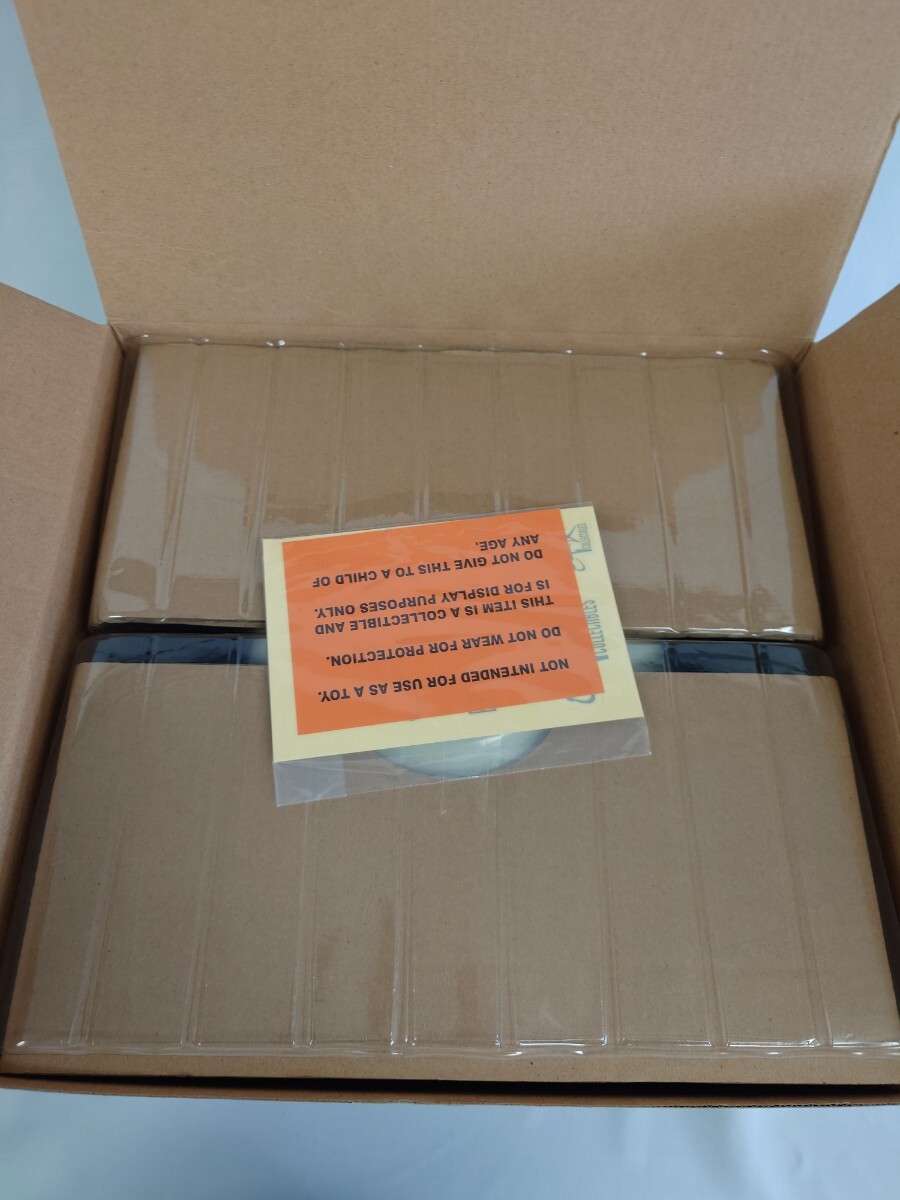 NOT INTENDED FOR USE AS A TOY.
DO NOT WEAR FOR PROTECTION.
THIS ITEM IS A COLLECTIBLE AND
IS FOR DISPLAY PURPOSES ONLY.
DO NOT GIVE THIS TO A CHILD OF
ANY AGE.
COLLECTIBLES